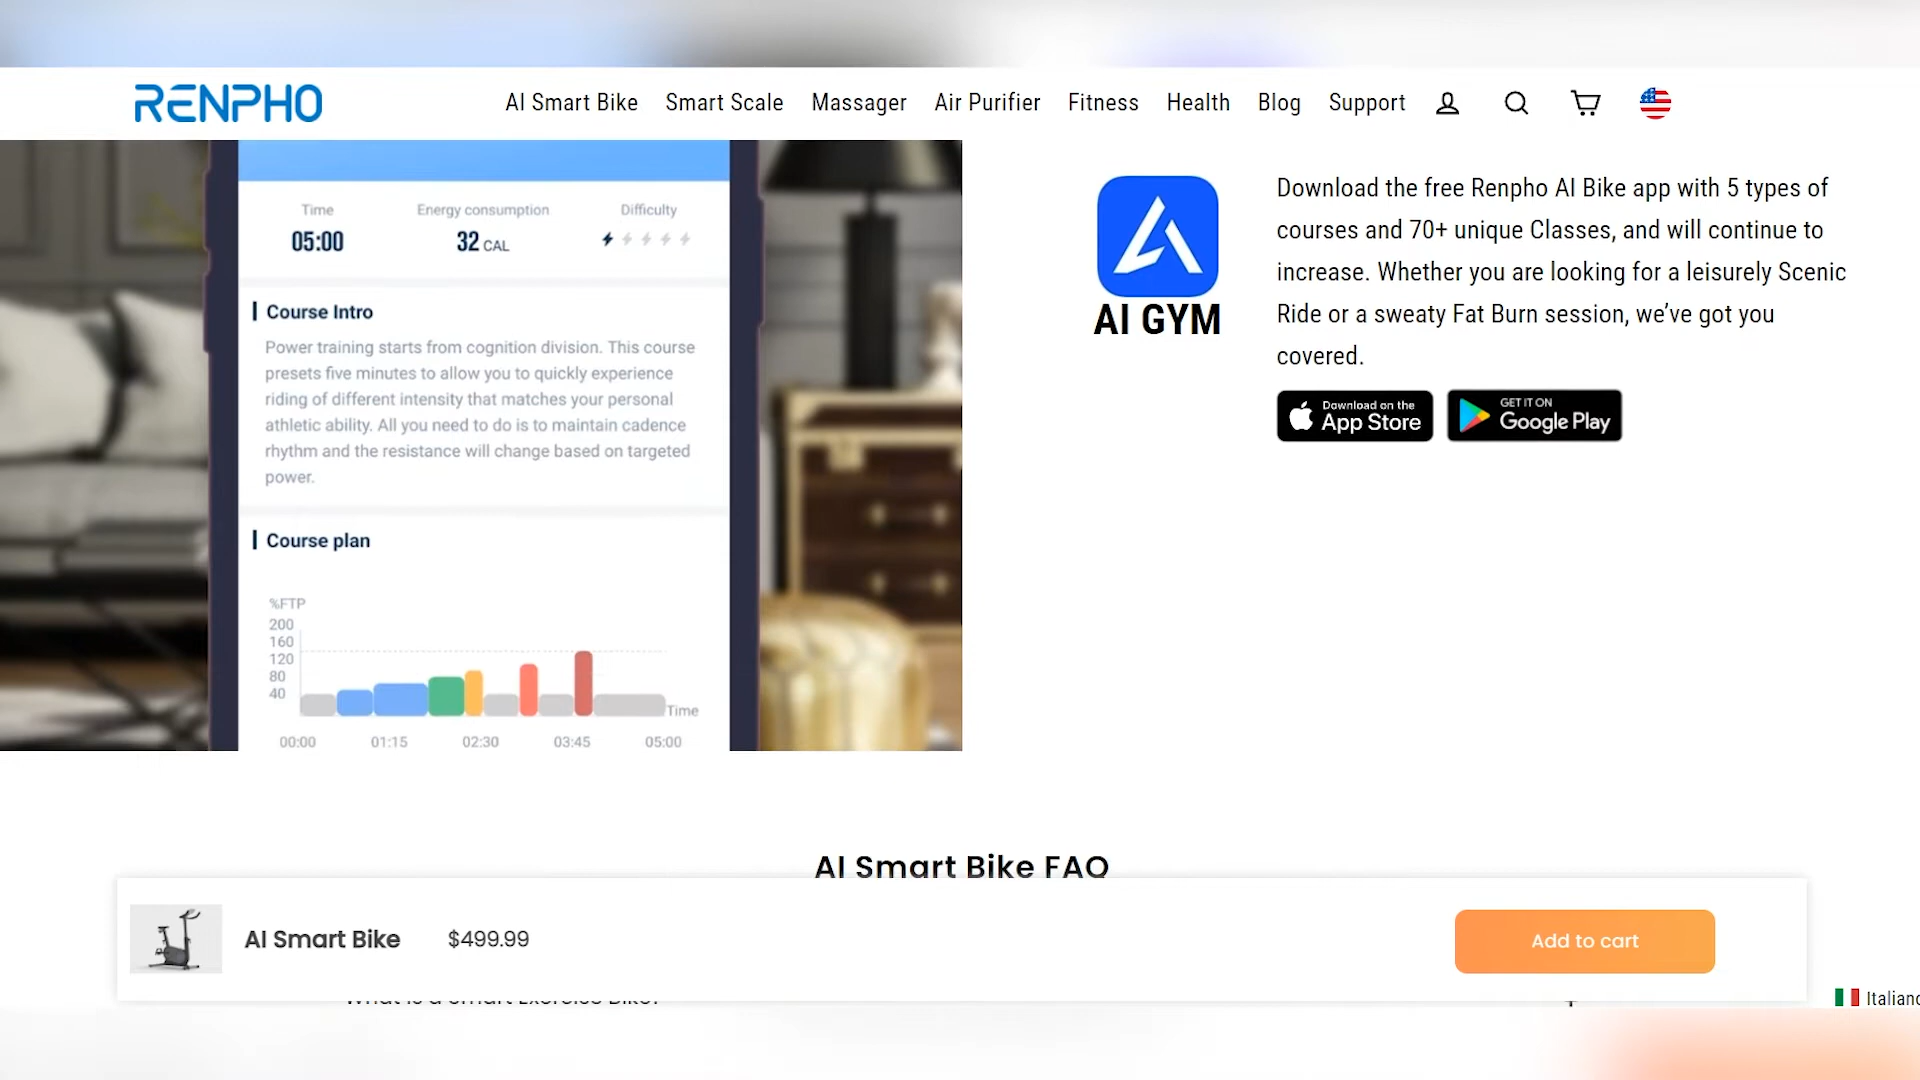 RENPHO
AI Smart Bike Smart Scale Massager Air Purifier Fitness Health Blog Support
Time Energy consumption Difficulty
05:00 32 CAL
Course Intro
Power training starts from cognition division. This course
presets five minutes to allow you to quickly experience
riding of different intensity that matches your personal
athletic ability. All you need to do is to maintain cadence
rhythm and the resistance will change based on targeted
power.
Course plan
%FTP
200
160
120
80
40
Time
00:00 01:15 02:30 03:45 05:00
AI GYM
Download the free Renpho AI Bike app with 5 types of
courses and 70+ unique Classes, and will continue to
increase. Whether you are looking for a leisurely Scenic
Ride or a sweaty Fat Burn session, we’ve got you
covered.
Download on the
App Store
GET IT ON
Google Play
AI Smart Bike FAQ
AI Smart Bike $499.99
Add to cart
What is a Smart Exercise Bike?